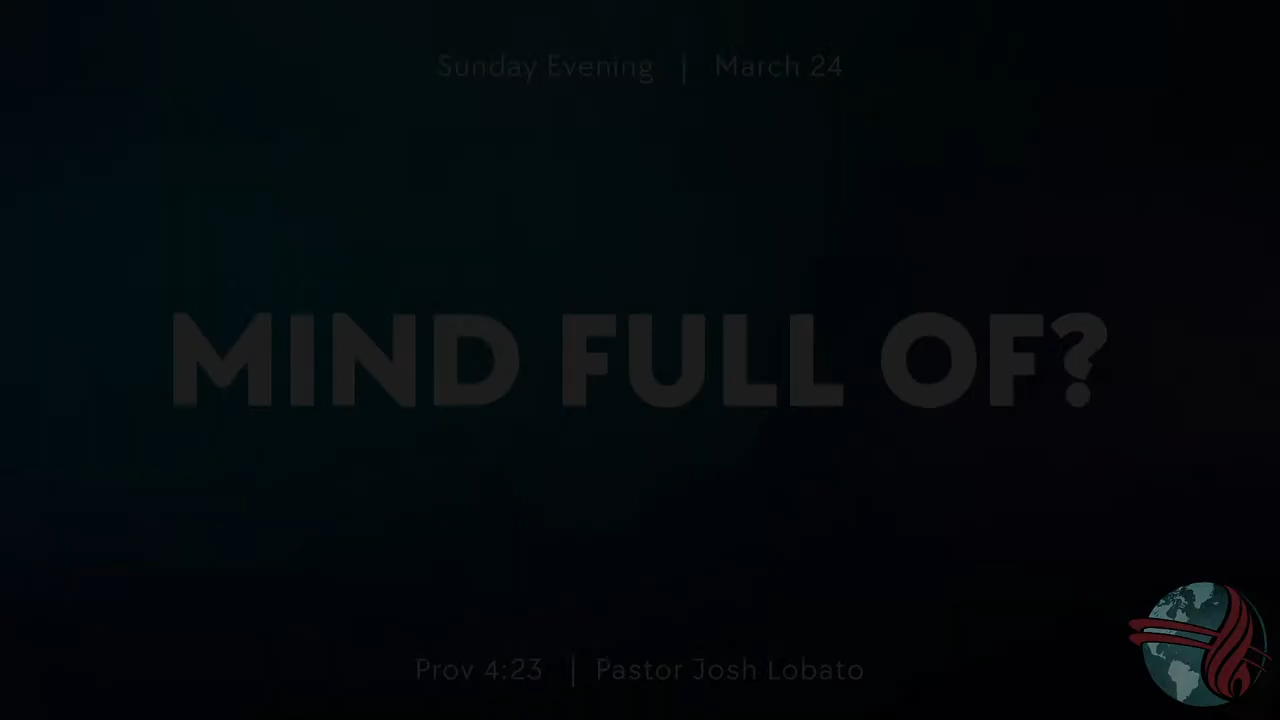 Sunday Evening | March 24
MIND FULL OF?
Prov 4:23 | Pastor Josh Lobato